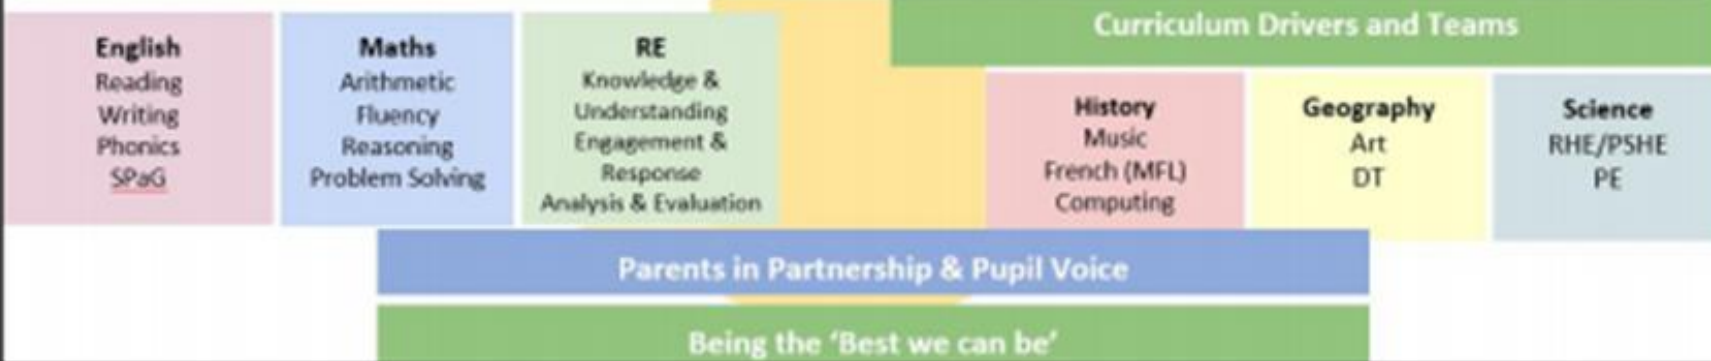 Curriculum Drivers and Teams
English
Reading
Writing
Phonics
SPaG
Maths
Arithmetic
Fluency
Reasoning
Problem Solving
RE
Knowledge &
Understanding
Engagement &
Response
Analysis & Evaluation
History
Music
French (MFL)
Computing
Geography
Art
DT
Science
RHE/PSHE
PE
Parents in Partnership & Pupil Voice
Being the ‘Best we can be’